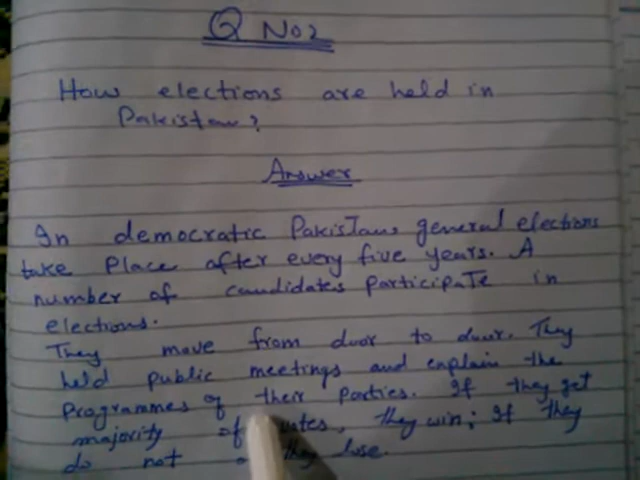 Q No 2
How elections are held in
Pakistan?
Answer
In democratic Pakistan general elections
take place after every five years. A
number of candidates participate in
elections.
They move from door to door. They
held public meetings and explain the
Programmes of their parties. If they get
majority of votes, they win; If they
do not they lose.